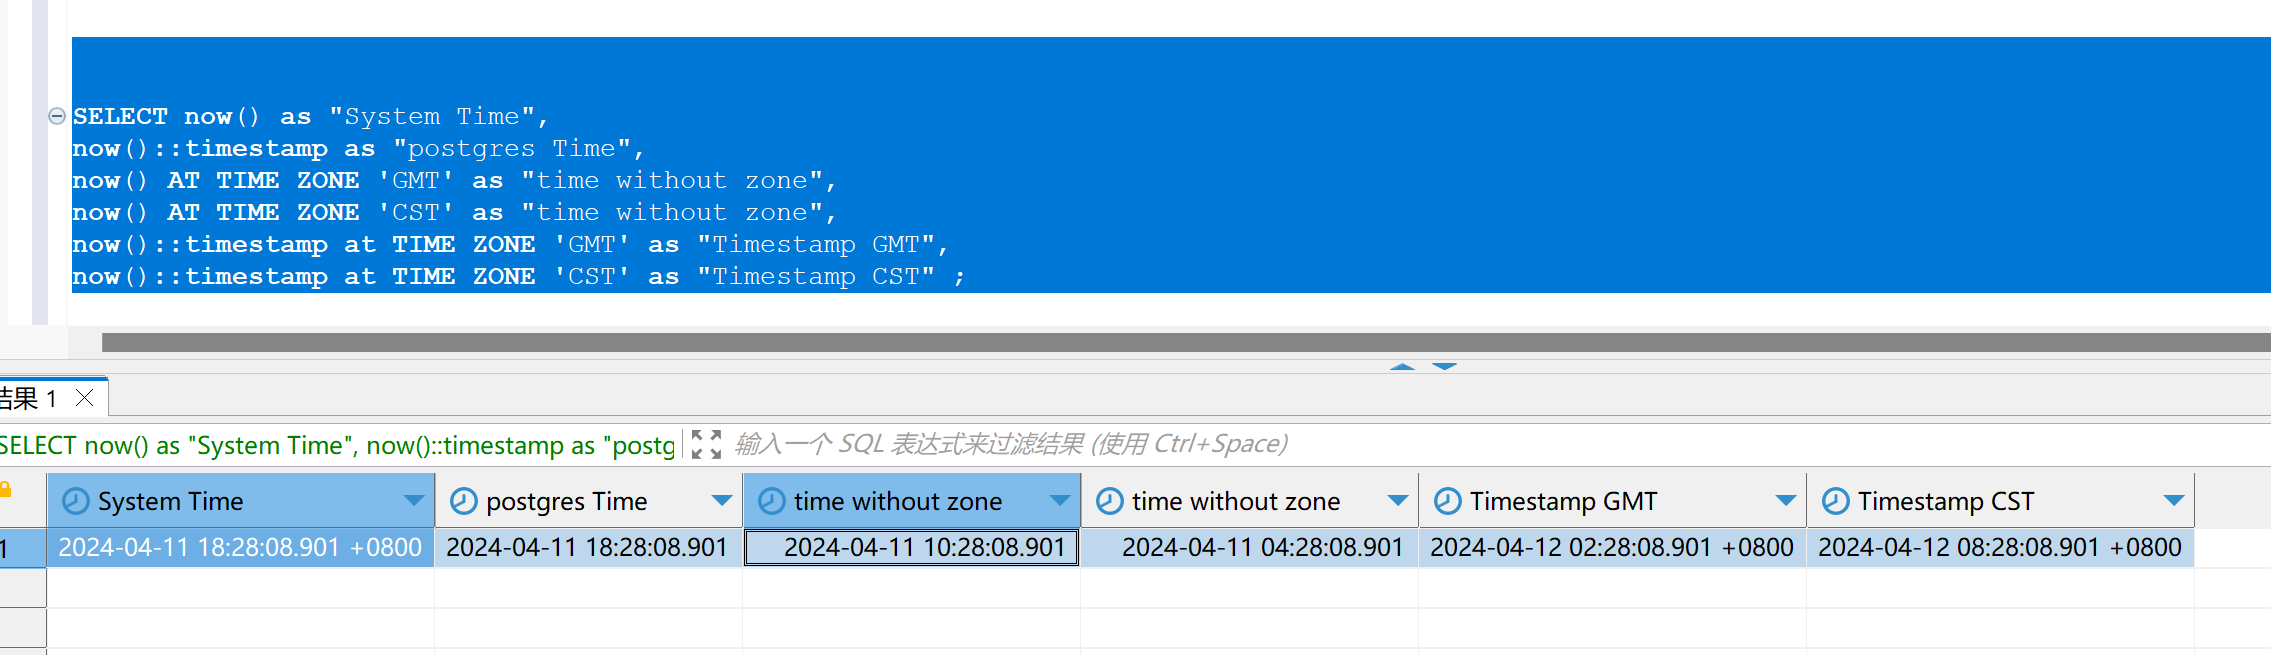 SELECT now() as "System Time",
now()::timestamp as "postgres Time",
now() AT TIME ZONE 'GMT' as "time without zone",
now() AT TIME ZONE 'CST' as "time without zone",
now()::timestamp at TIME ZONE 'GMT' as "Timestamp GMT",
now()::timestamp at TIME ZONE 'CST' as "Timestamp CST" ;
结果 1
SELECT now() as "System Time", now()::timestamp as "postg 输入一个 SQL 表达式来过滤结果 (使用 Ctrl+Space)
System Time postgres Time time without zone time without zone Timestamp GMT Timestamp CST
1 2024-04-11 18:28:08.901 +0800 2024-04-11 18:28:08.901 2024-04-11 10:28:08.901 2024-04-11 04:28:08.901 2024-04-12 02:28:08.901 +0800 2024-04-12 08:28:08.901 +0800